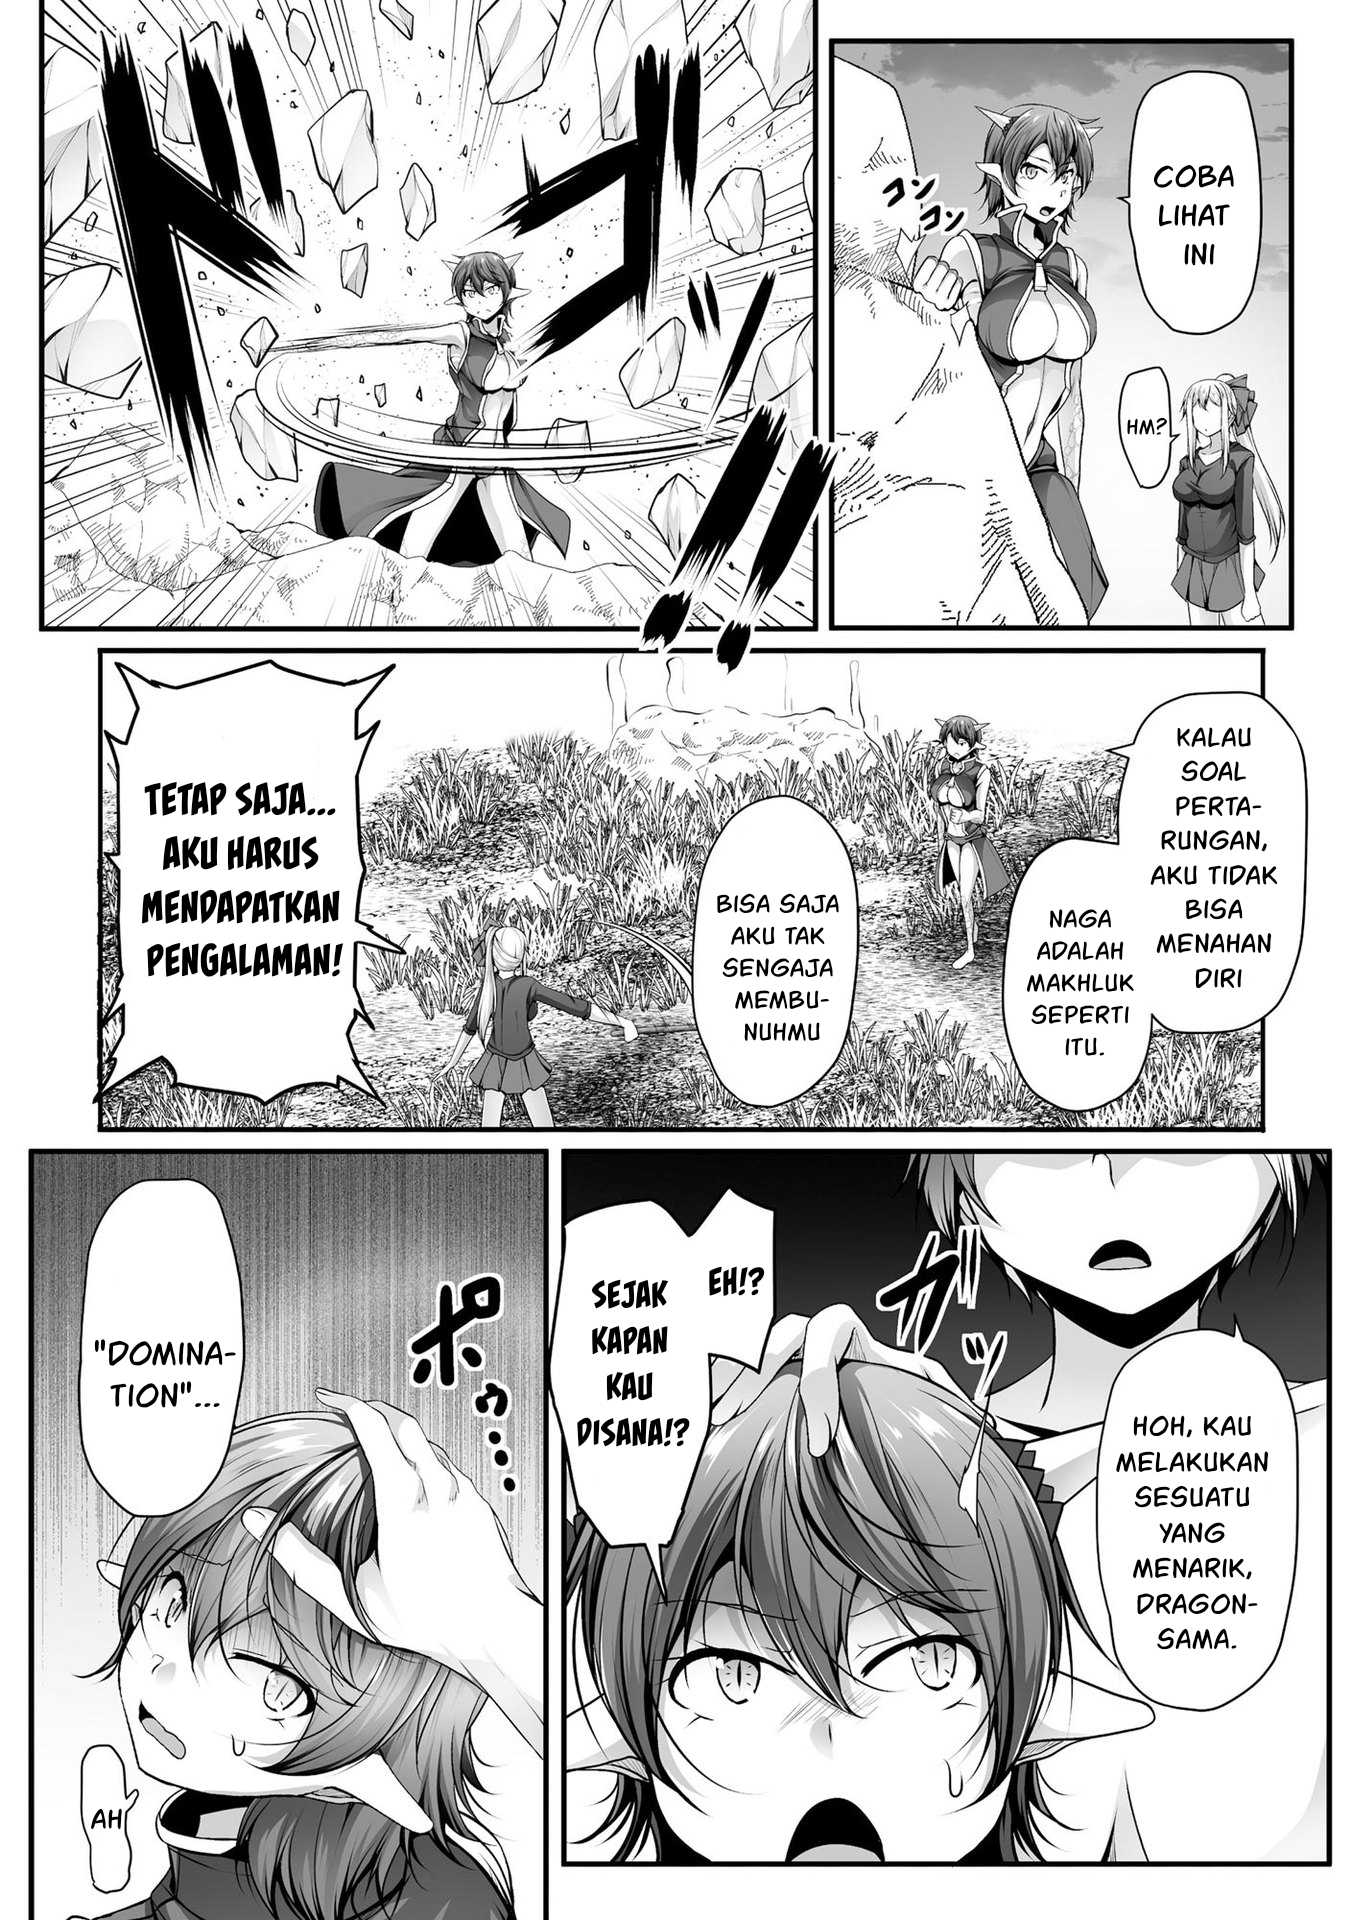 COBA
LIHAT
INI
コンコン
HM?
ドゴ!!
KALAU
SOAL
PERTA-
RUNGAN,
AKU TIDAK
BISA
MENAHAN
DIRI
NAGA
ADALAH
MAKHLUK
SEPERTI
ITU.
BISA SAJA
AKU TAK
SENGAJA
MEMBU-
NUHMU
TETAP SAJA...
AKU HARUS
MENDAPATKAN
PENGALAMAN!
HOH, KAU
MELAKUKAN
SESUATU
YANG
MENARIK,
DRAGON-
SAMA.
ガッ
EH!?
SEJAK
KAPAN
KAU
DISANA!?
ポゥ...
"DOMINA-
TION"...
AH